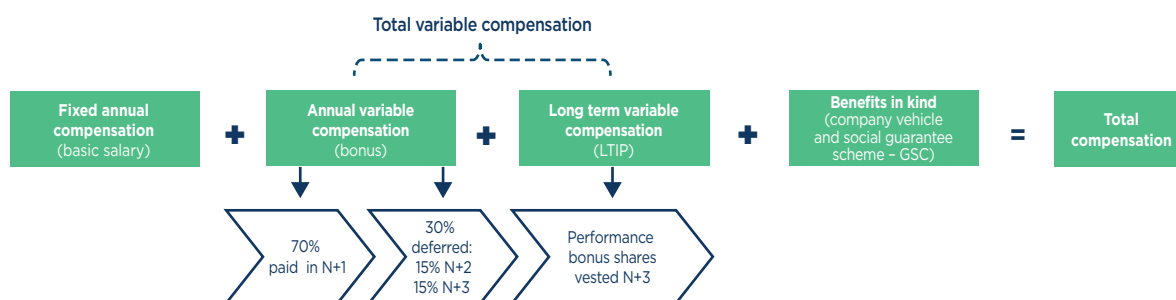 Total variable compensation
Fixed annual
compensation
(basic salary)
+
Annual variable
compensation
(bonus)
+
Long term variable
compensation
(LTIP)
+
Benefits in kind
(company vehicle
and social guarantee
scheme – GSC)
=
Total
compensation
70%
paid in N+1
30%
deferred:
15% N+2
15% N+3
Performance
bonus shares
vested N+3